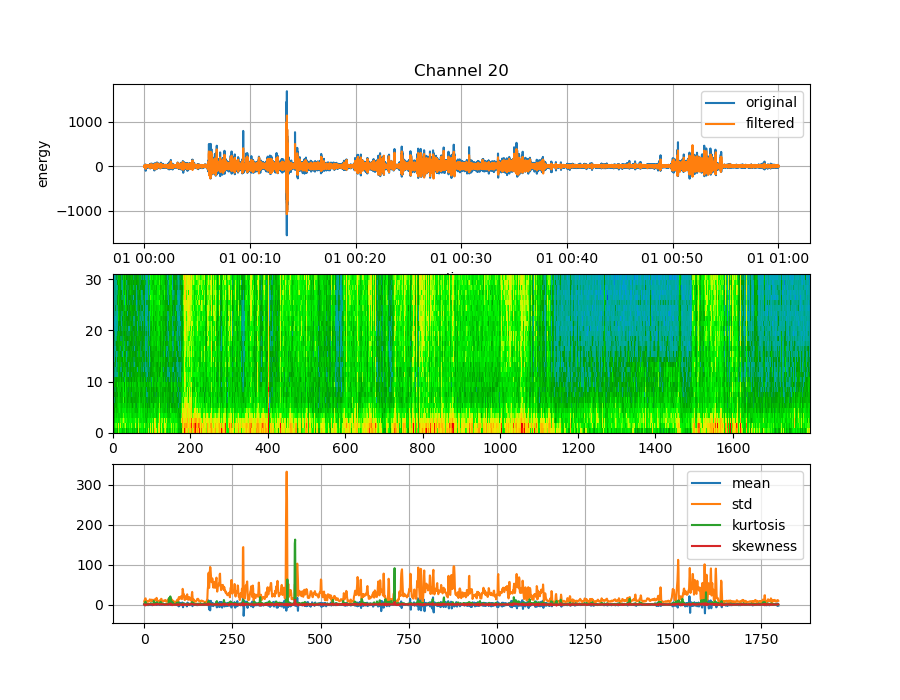 Channel 20
energy
1000
0
−1000
original
filtered
01 00:00 01 00:10 01 00:20 01 00:30 01 00:40 01 00:50 01 01:00
30
20
10
0
0 200 400 600 800 1000 1200 1400 1600
300
200
100
0
mean
std
kurtosis
skewness
0 250 500 750 1000 1250 1500 1750